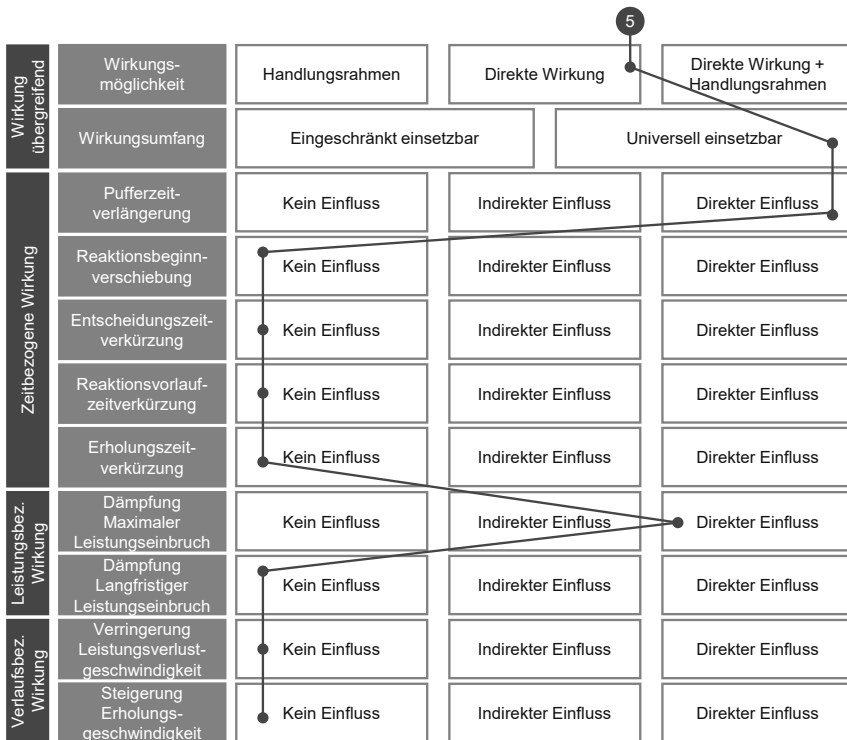 5
Wirkung
übergreifend
Wirkungs-
möglichkeit
Handlungsrahmen
Direkte Wirkung
Direkte Wirkung +
Handlungsrahmen
Wirkungsumfang
Eingeschränkt einsetzbar
Universell einsetzbar
Zeitbezogene Wirkung
Pufferzeit-
verlängerung
Kein Einfluss
Indirekter Einfluss
Direkter Einfluss
Reaktionsbeginn-
verschiebung
Kein Einfluss
Indirekter Einfluss
Direkter Einfluss
Entscheidungszeit-
verkürzung
Kein Einfluss
Indirekter Einfluss
Direkter Einfluss
Reaktionsvorlauf-
zeitverkürzung
Kein Einfluss
Indirekter Einfluss
Direkter Einfluss
Erholungszeit-
verkürzung
Kein Einfluss
Indirekter Einfluss
Direkter Einfluss
Leistungsbez.
Wirkung
Dämpfung
Maximaler
Leistungseinbruch
Kein Einfluss
Indirekter Einfluss
Direkter Einfluss
Dämpfung
Langfristiger
Leistungseinbruch
Kein Einfluss
Indirekter Einfluss
Direkter Einfluss
Verlaufsbez.
Wirkung
Verringerung
Leistungsverlust-
geschwindigkeit
Kein Einfluss
Indirekter Einfluss
Direkter Einfluss
Steigerung
Erholungs-
geschwindigkeit
Kein Einfluss
Indirekter Einfluss
Direkter Einfluss